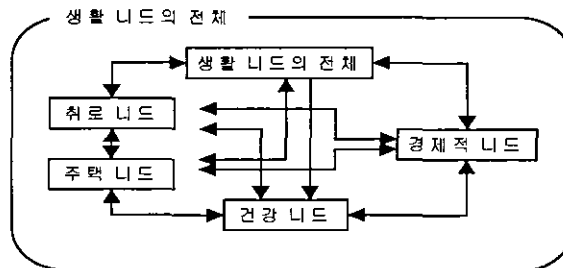 생활 니드의 전체
생활 니드의 전체
취로 니드
경제적 니드
주택 니드
건강 니드